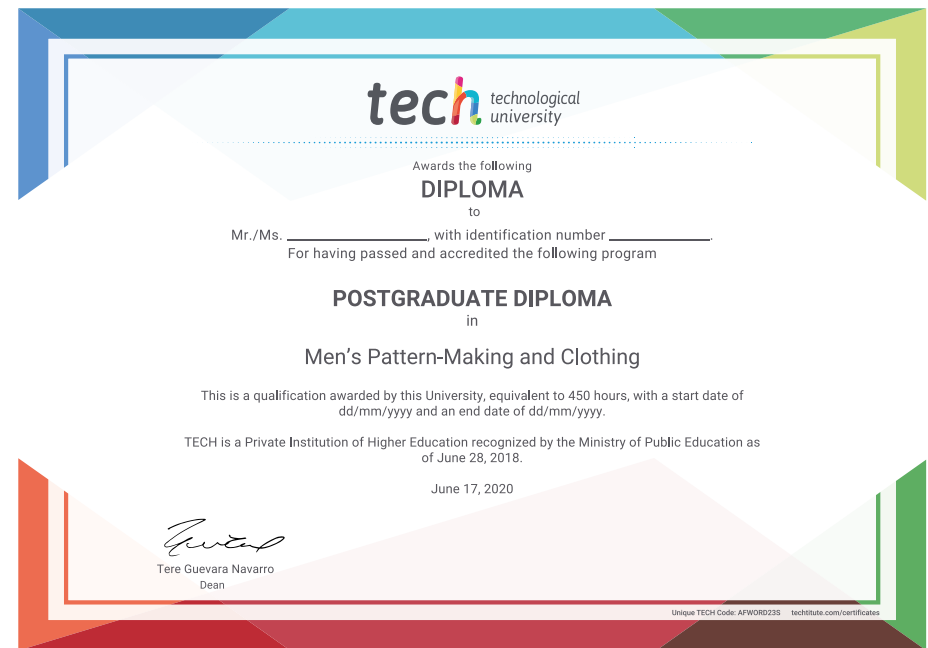 tech technological
university
Awards the following
DIPLOMA
to
Mr./Ms. ____________________, with identification number ______________.
For having passed and accredited the following program
POSTGRADUATE DIPLOMA
in
Men's Pattern-Making and Clothing
This is a qualification awarded by this University, equivalent to 450 hours, with a start date of
dd/mm/yyyy and an end date of dd/mm/yyyy.
TECH is a Private Institution of Higher Education recognized by the Ministry of Public Education as
of June 28, 2018.
June 17, 2020
Tere Guevara Navarro
Dean
Unique TECH Code: AFWORD23S techtitute.com/certificates